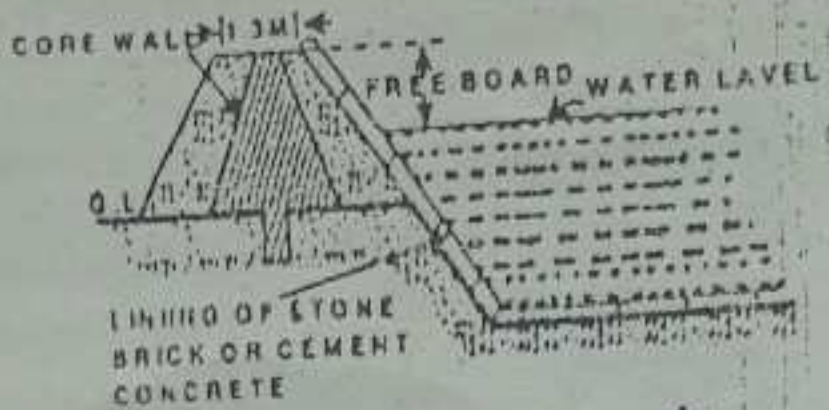 CORE WALL
1 3M
FREE BOARD
WATER LAVEL
LINING OF STONE
BRICK OR CEMENT
CONCRETE